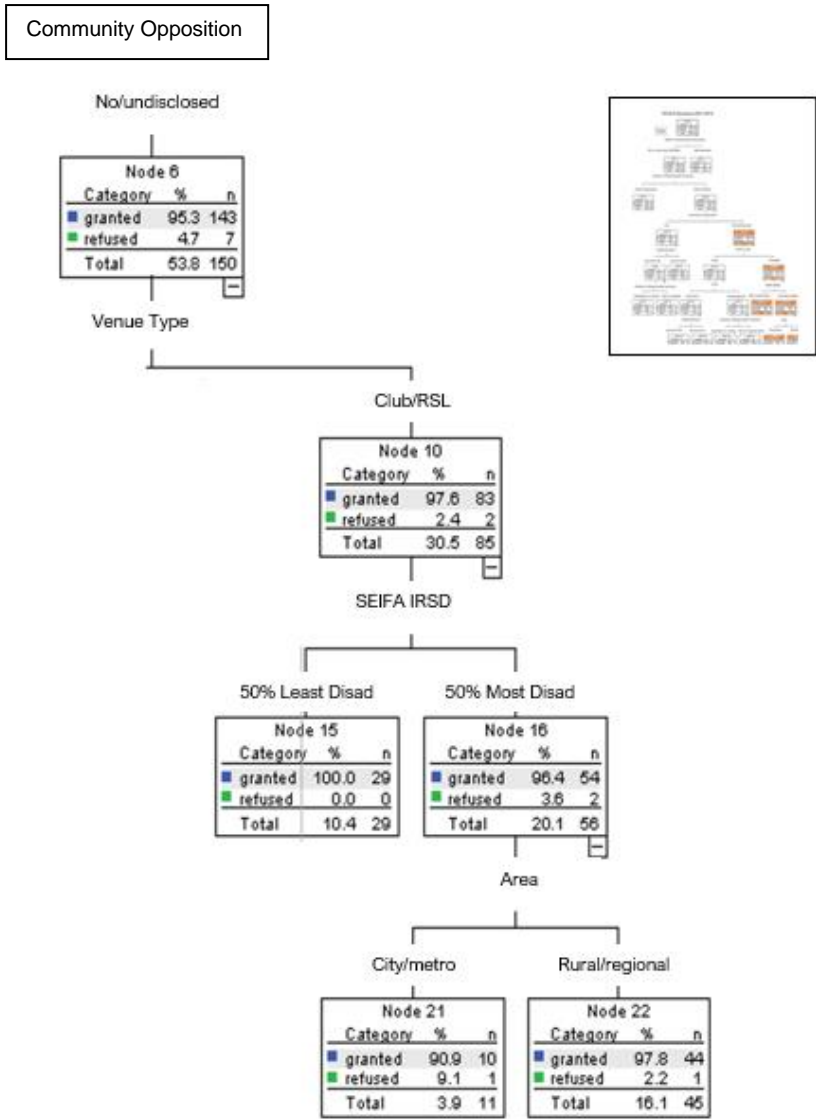 Community Opposition
No/undisclosed
Node 6
Category % n
granted 95.3 143
refused 4.7 7
Total 53.8 150
Venue Type
Club/RSL
Node 10
Category % n
granted 97.6 83
refused 2.4 2
Total 30.5 85
SEIFA IRSD
50% Least Disad
Node 15
Category % n
granted 100.0 29
refused 0.0 0
Total 10.4 29
50% Most Disad
Node 16
Category % n
granted 96.4 54
refused 3.6 2
Total 20.1 56
Area
City/metro
Node 21
Category % n
granted 90.9 10
refused 9.1 1
Total 3.9 11
Rural/regional
Node 22
Category % n
granted 97.8 44
refused 2.2 1
Total 16.1 45